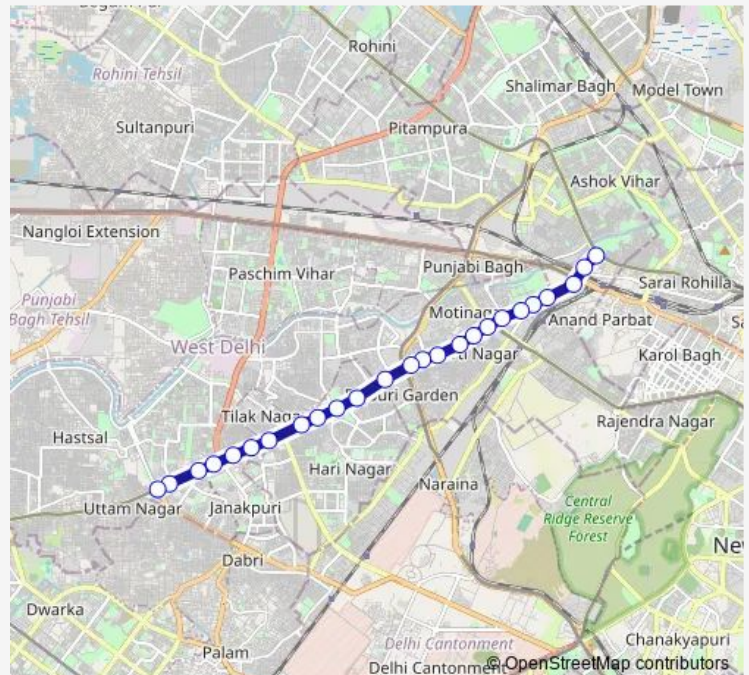 Rohini
Rohini Tehsil
Shalimar Bagh
Model Town
Sultanpuri
Pitampura
Ashok Vihar
Nangloi Extension
Punjabi Bagh
Paschim Vihar
Sarai Rohilla
Punjabi
Bagh Tehsil
Anand Parbat
West Delhi
Nagar
Karol Bagh
Garden
Tilak
Rajendra Nagar
Hastsal
Hari Nagar
Naraina
Uttam Nagar
Janakpuri
Central
Ridge Reserve
Forest
Dabri
Dwarka
Palam
Delhi Cantonment
Chanakyapuri
Delhi Cantonment
© OpenStreetMap contributors